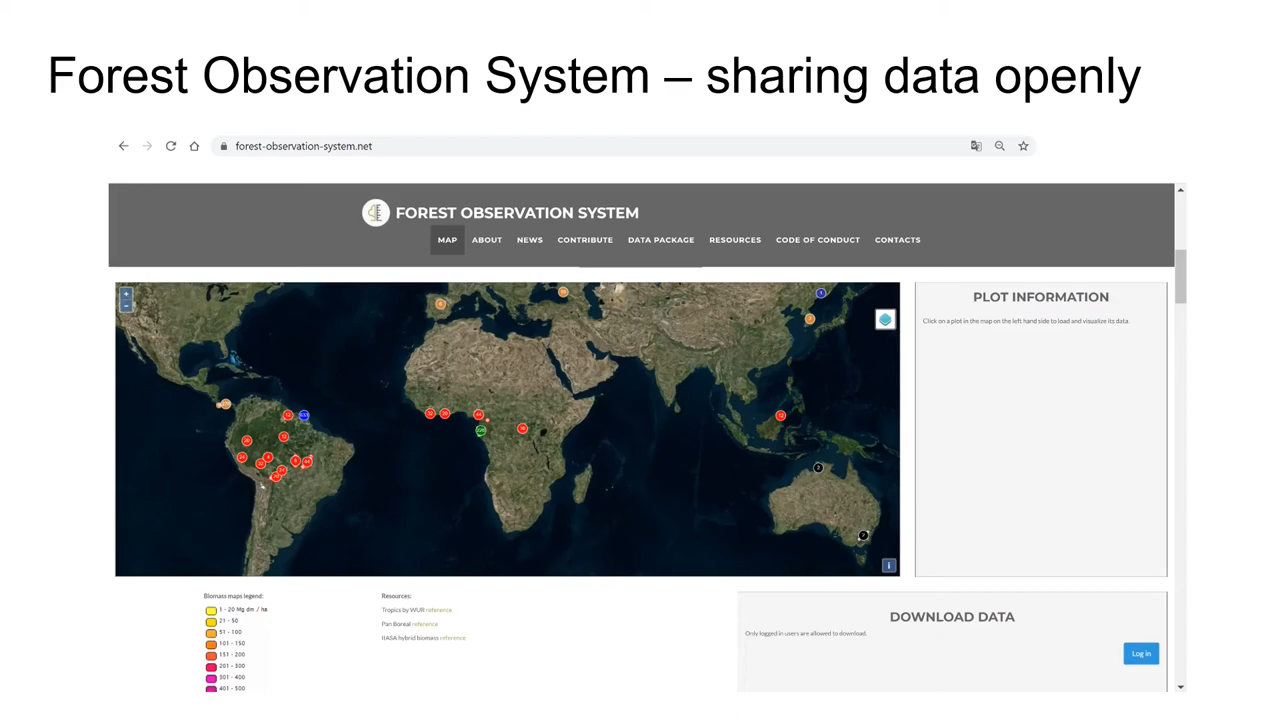 Forest Observation System – sharing data openly
forest-observation-system.net
FOREST OBSERVATION SYSTEM
MAP ABOUT NEWS CONTRIBUTE DATA PACKAGE RESOURCES CODE OF CONDUCT CONTACTS
PLOT INFORMATION
Click on a plot in the map on the left hand side to load and visualize its data.
Biomass maps legend:
1 - 20 Mg dm / ha
21 - 50
51 - 100
101 - 150
151 - 200
201 - 300
301 - 400
401 - 500
Resources:
Tropics by WUR reference
Pan Boreal reference
IIASA hybrid biomass reference
DOWNLOAD DATA
Only logged in users are allowed to download.
Log in